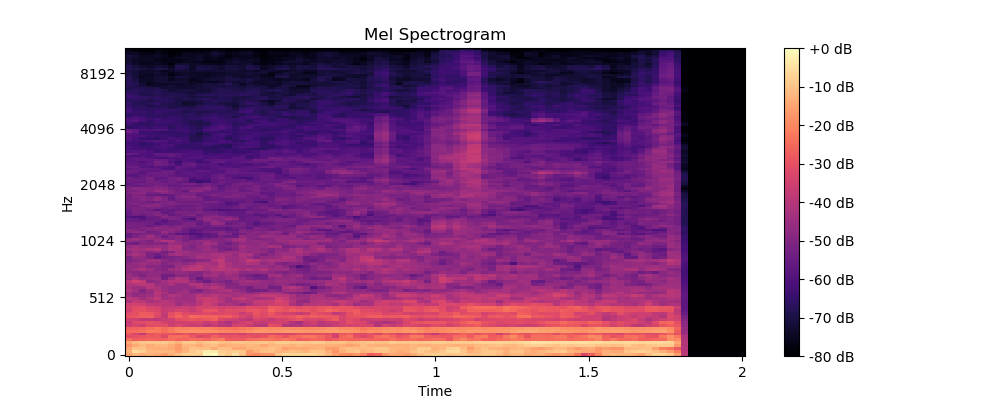 Mel Spectrogram
Hz
8192
4096
2048
1024
512
0
0 0.5 1 1.5 2
Time
+0 dB
-10 dB
-20 dB
-30 dB
-40 dB
-50 dB
-60 dB
-70 dB
-80 dB